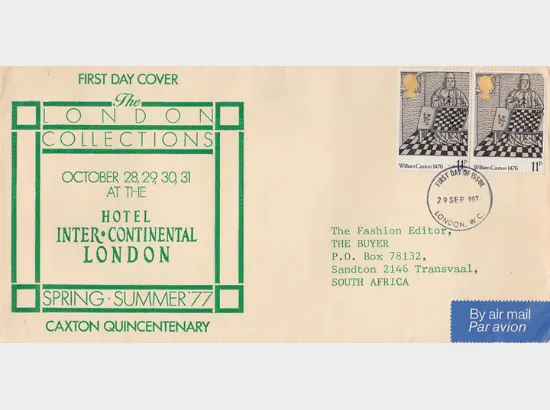 FIRST DAY COVER
The
LONDON
COLLECTIONS
OCTOBER 28, 29, 30, 31
AT THE
HOTEL
INTER•CONTINENTAL
LONDON
SPRING·SUMMER'77
CAXTON QUINCENTENARY
William Caxton 1476 11P
William Caxton 1476 11P
FIRST DAY OF ISSUE
29 SEP 197
LONDON, W.C.
The Fashion Editor,
THE BUYER
P.O. Box 78132,
Sandton 2146 Transvaal,
SOUTH AFRICA
By air mail
Par avion